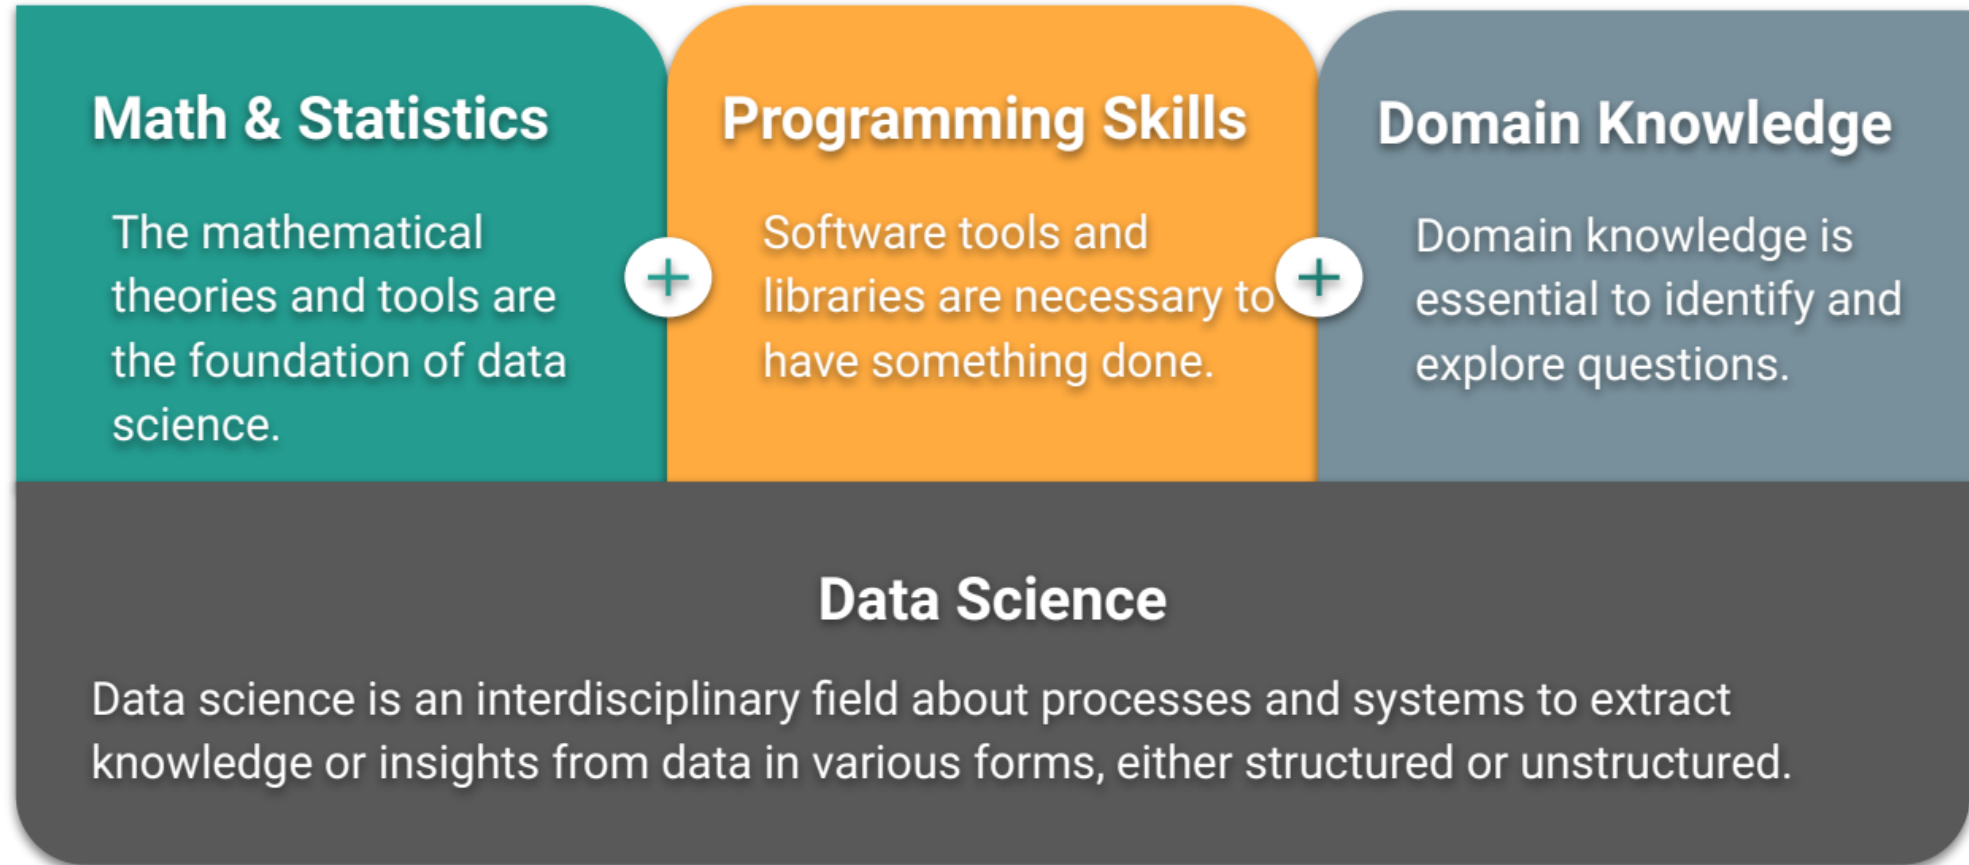 Math & Statistics
The mathematical
theories and tools are
the foundation of data
science.
+
Programming Skills
Software tools and
libraries are necessary to
have something done.
+
Domain Knowledge
Domain knowledge is
essential to identify and
explore questions.
Data Science
Data science is an interdisciplinary field about processes and systems to extract
knowledge or insights from data in various forms, either structured or unstructured.